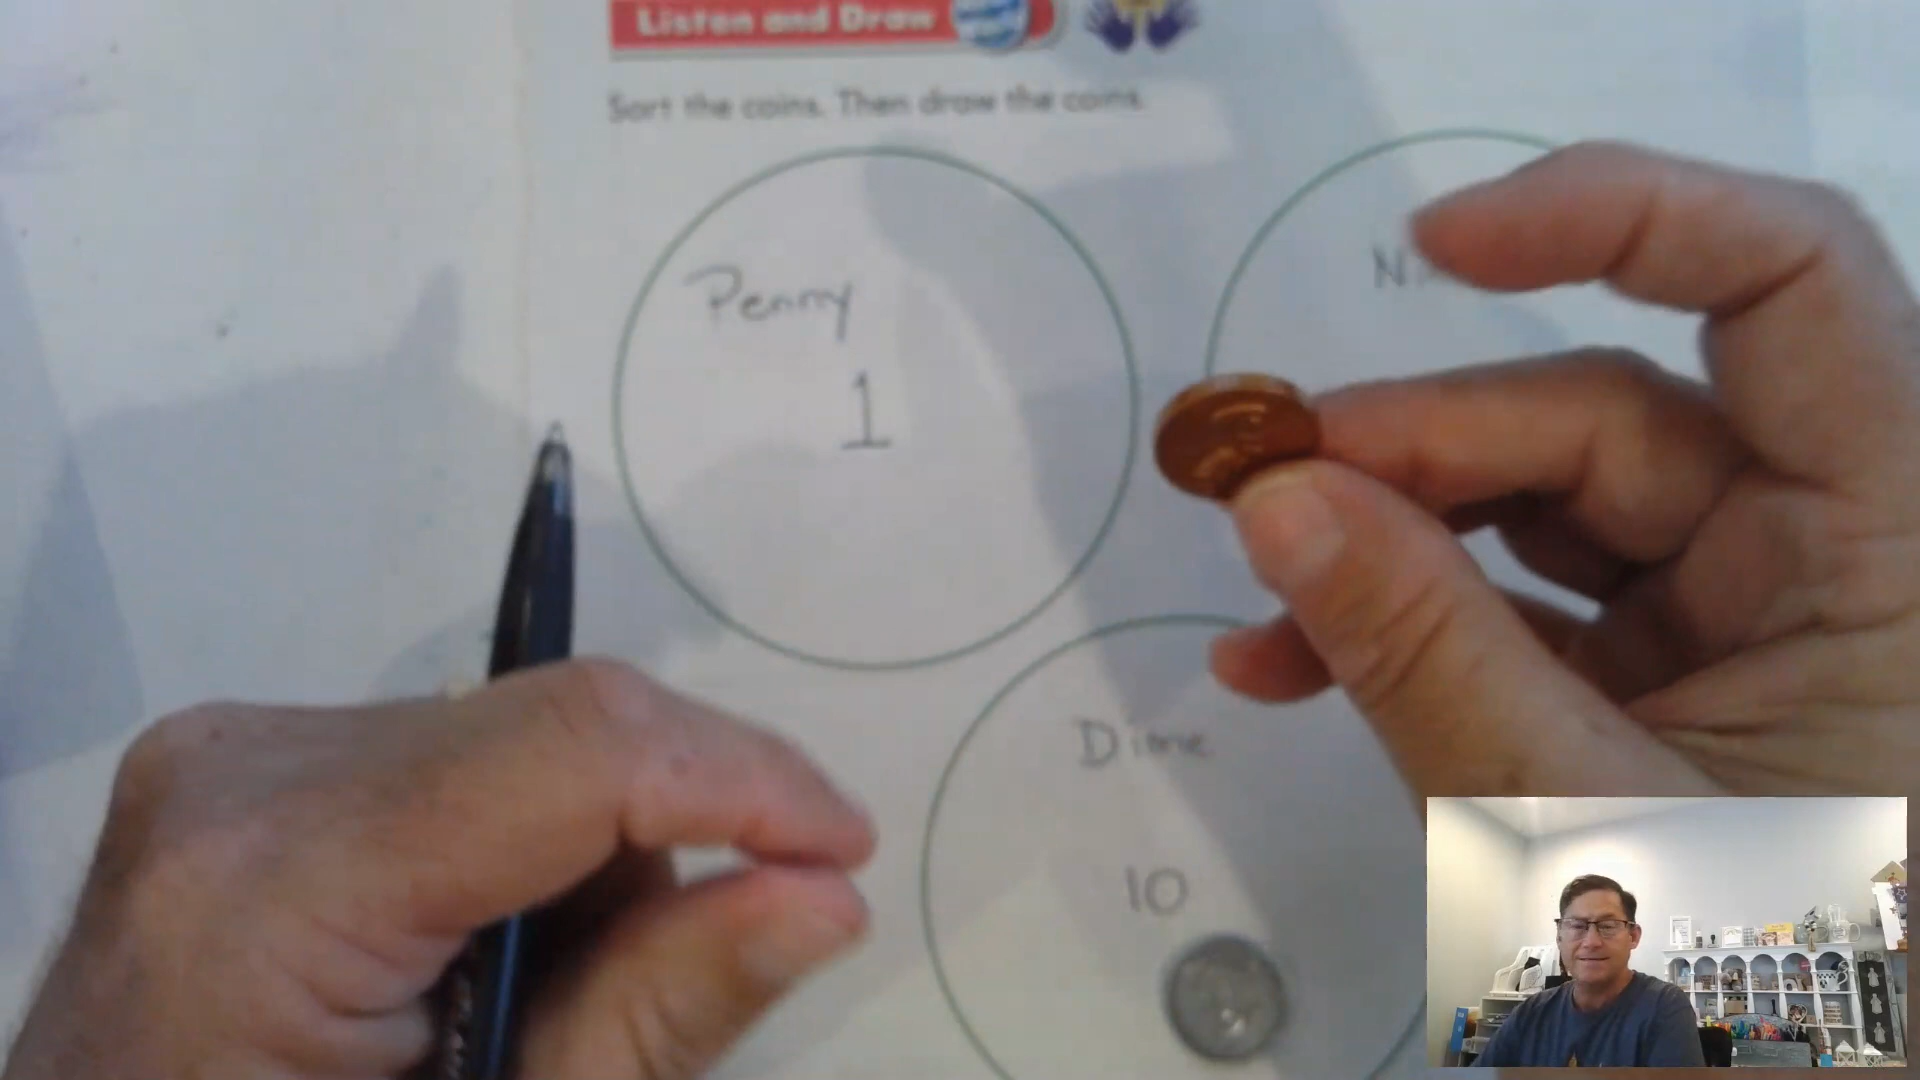 Listen and Draw
Sort the coins. Then draw the coins.
Penny
1
Dime
10